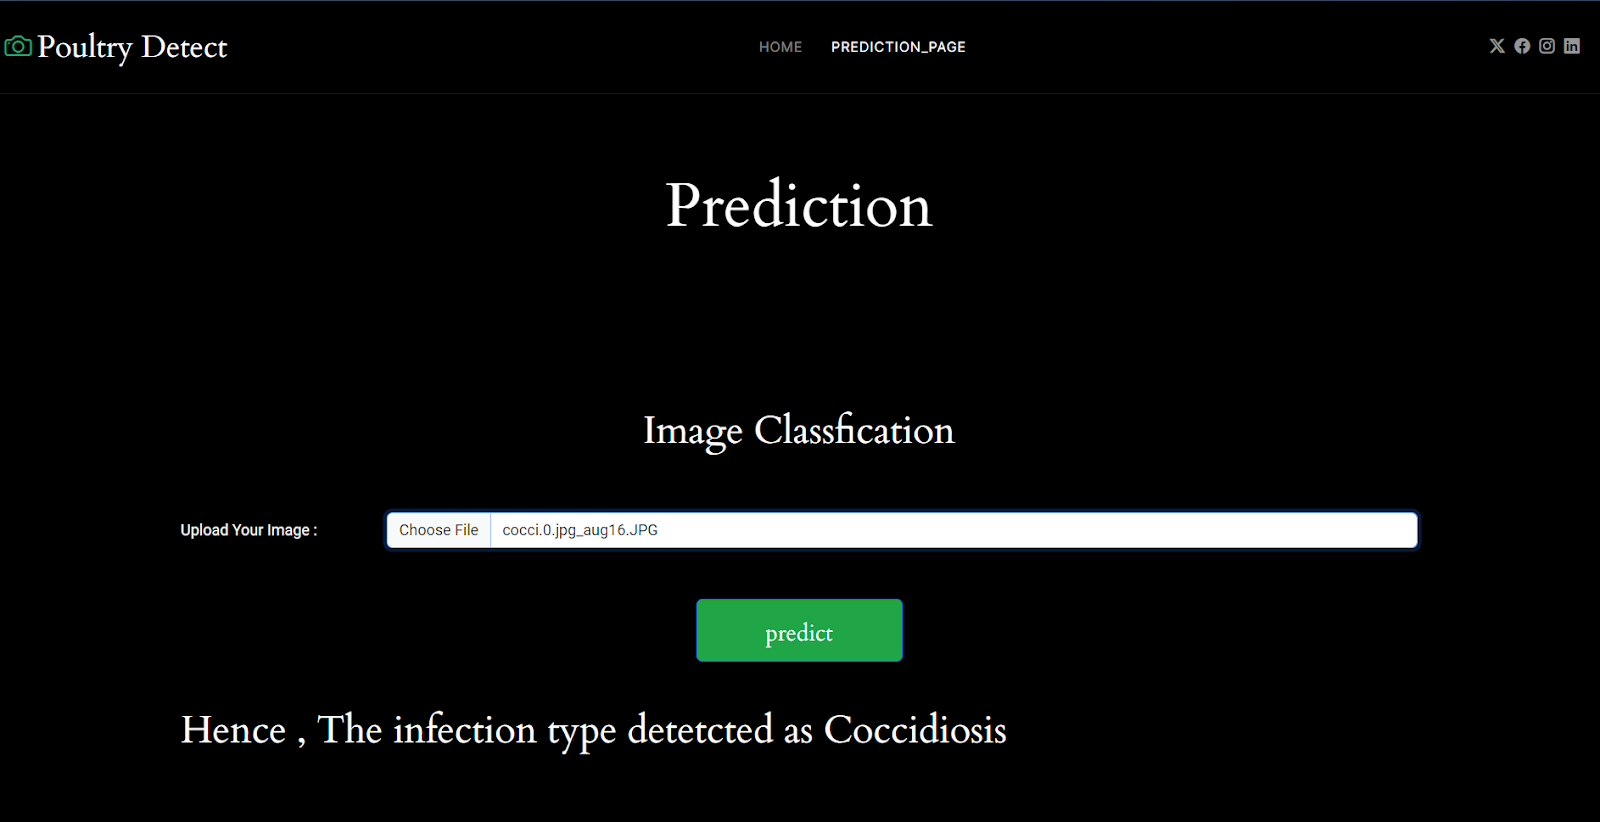 Poultry Detect
HOME PREDICTION_PAGE
Prediction
Image Classfication
Upload Your Image : Choose File cocci.0.jpg_aug16.JPG
predict
Hence , The infection type detetcted as Coccidiosis